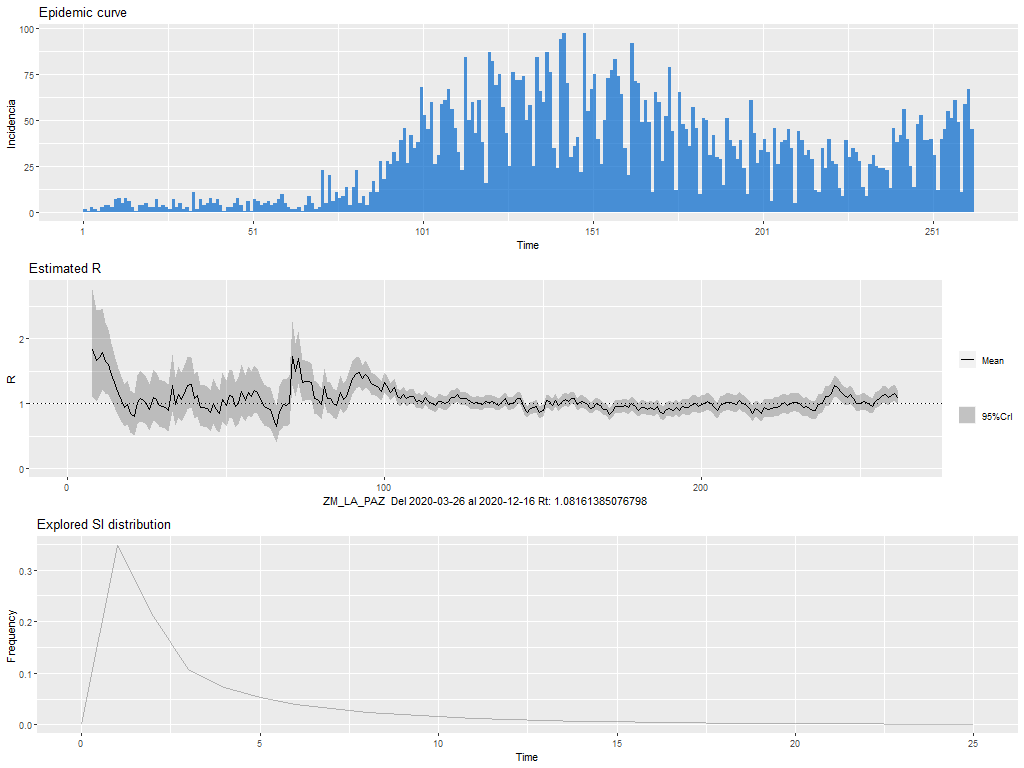 Epidemic curve
100
75
50
25
0
Incidencia
1 51 101 151 201 251
Time
Estimated R
2
1
0
R
0 100 200
Mean
95%CrI
ZM_LA_PAZ Del 2020-03-26 al 2020-12-16 Rt: 1.08161385076798
Explored SI distribution
0.3
0.2
0.1
0.0
Frequency
0 5 10 15 20 25
Time